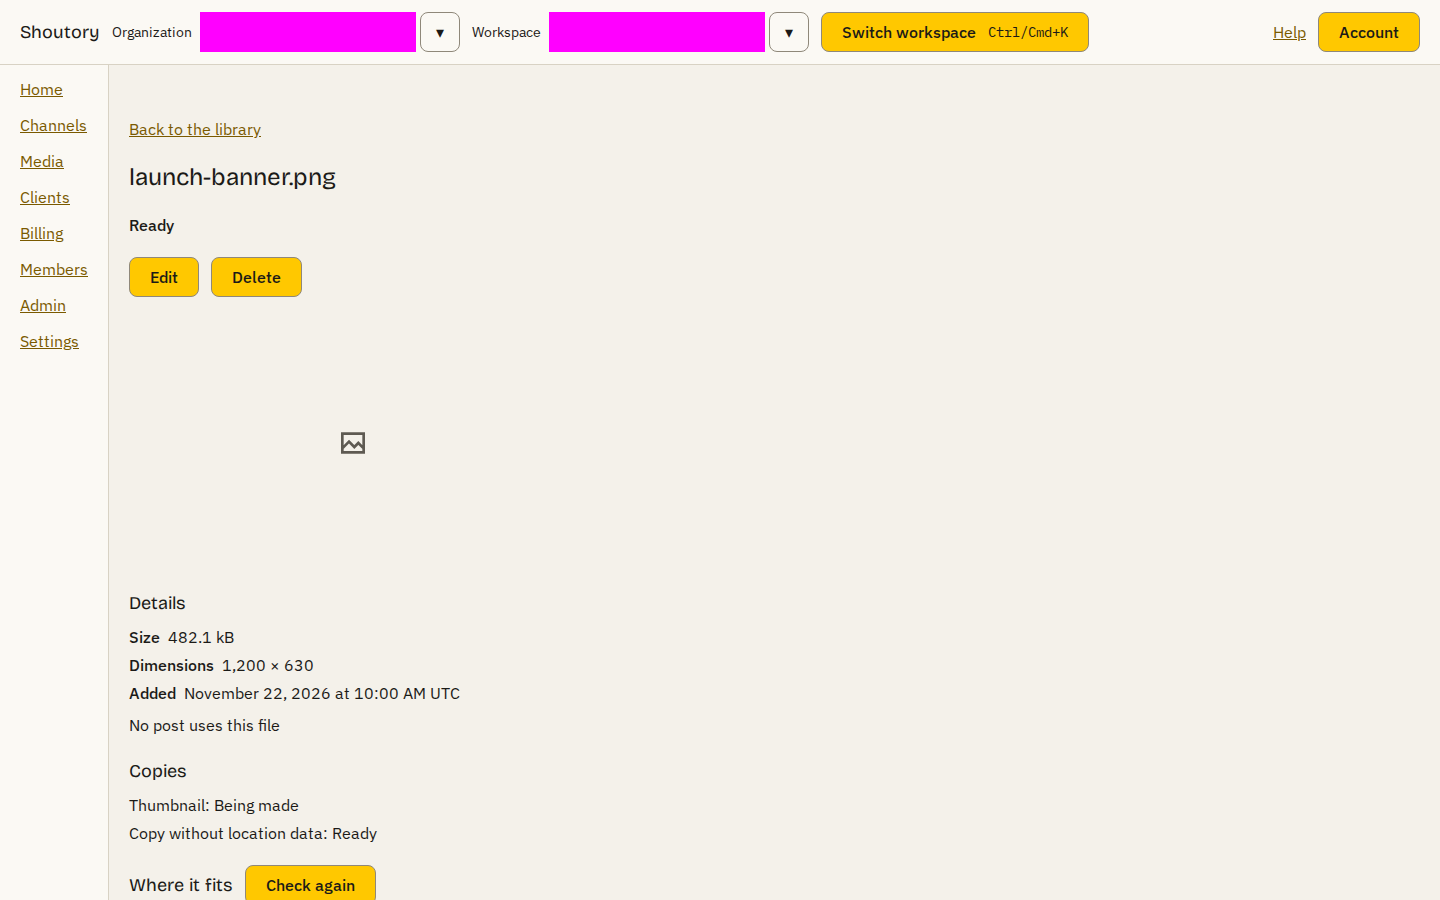 Shoutory Organization ▾ Workspace ▾ Switch workspace Ctrl/Cmd+K Help Account
Home
Channels
Media
Clients
Billing
Members
Admin
Settings
Back to the library
launch-banner.png
Ready
Edit Delete
Details
Size 482.1 kB
Dimensions 1,200 × 630
Added November 22, 2026 at 10:00 AM UTC
No post uses this file
Copies
Thumbnail: Being made
Copy without location data: Ready
Where it fits Check again